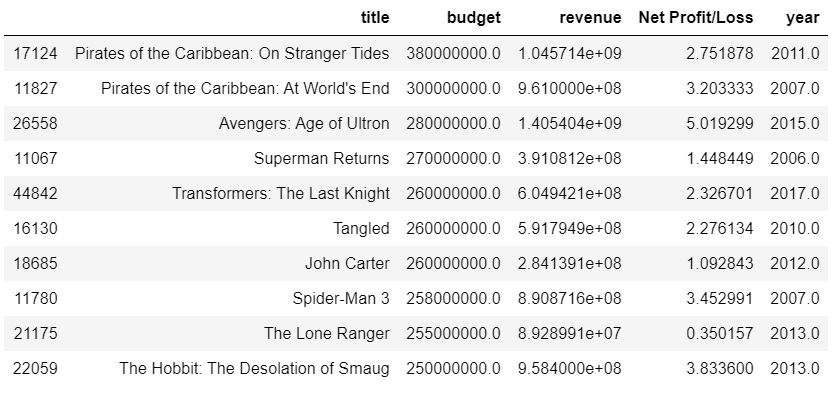 title budget revenue Net Profit/Loss year
17124 Pirates of the Caribbean: On Stranger Tides 380000000.0 1.045714e+09 2.751878 2011.0
11827 Pirates of the Caribbean: At World's End 300000000.0 9.610000e+08 3.203333 2007.0
26558 Avengers: Age of Ultron 280000000.0 1.405404e+09 5.019299 2015.0
11067 Superman Returns 270000000.0 3.910812e+08 1.448449 2006.0
44842 Transformers: The Last Knight 260000000.0 6.049421e+08 2.326701 2017.0
16130 Tangled 260000000.0 5.917949e+08 2.276134 2010.0
18685 John Carter 260000000.0 2.841391e+08 1.092843 2012.0
11780 Spider-Man 3 258000000.0 8.908716e+08 3.452991 2007.0
21175 The Lone Ranger 255000000.0 8.928991e+07 0.350157 2013.0
22059 The Hobbit: The Desolation of Smaug 250000000.0 9.584000e+08 3.833600 2013.0